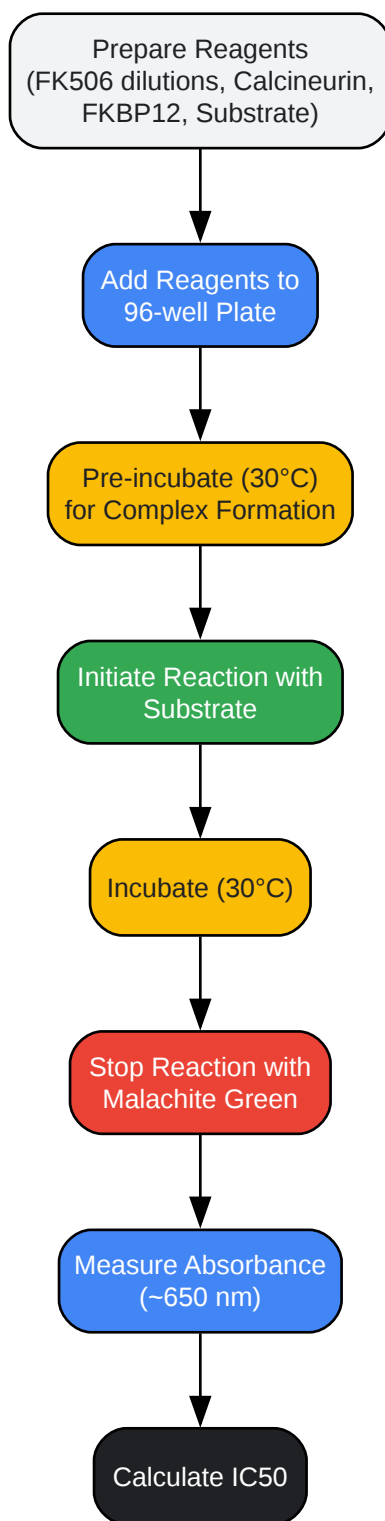 Prepare Reagents
(FK506 dilutions, Calcineurin,
FKBP12, Substrate)
Add Reagents to
96-well Plate
Pre-incubate (30°C)
for Complex Formation
Initiate Reaction with
Substrate
Incubate (30°C)
Stop Reaction with
Malachite Green
Measure Absorbance
(~650 nm)
Calculate IC50